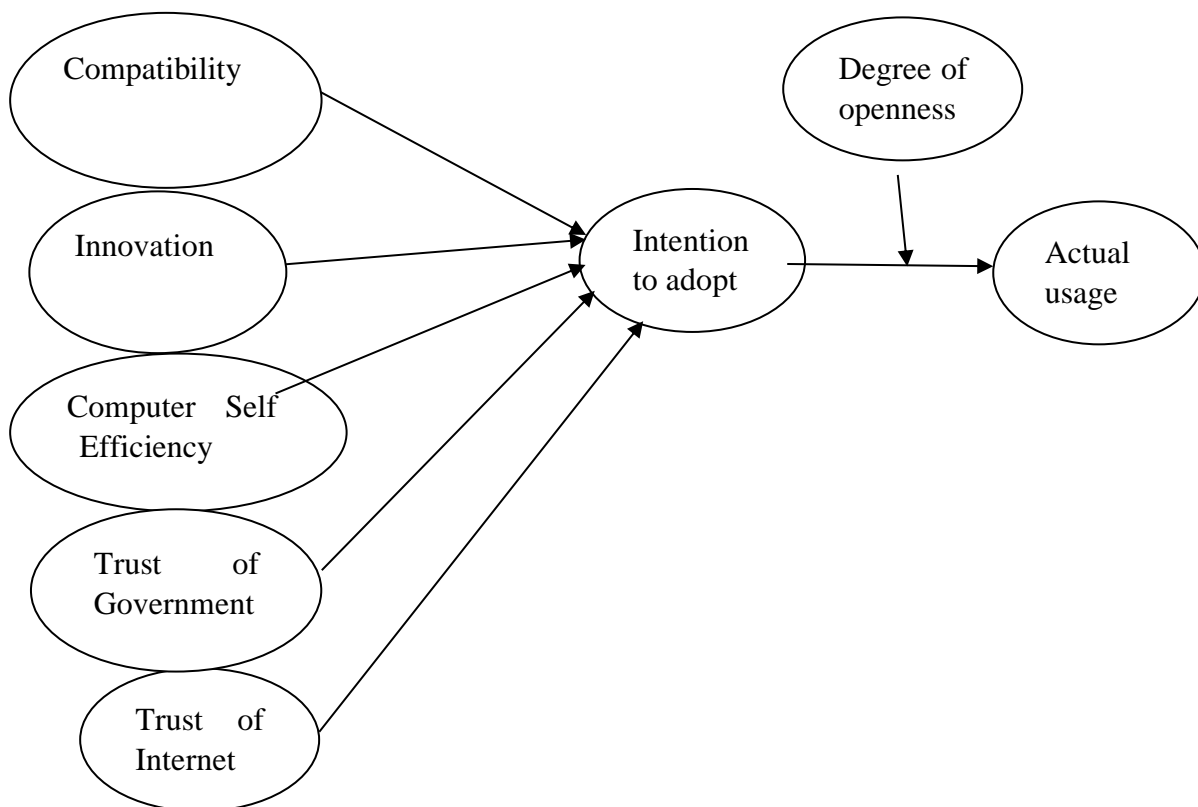 Compatibility
Degree of
openness
Innovation
Intention
to adopt
Actual
usage
Computer Self
Efficiency
Trust of
Government
Trust of
Internet